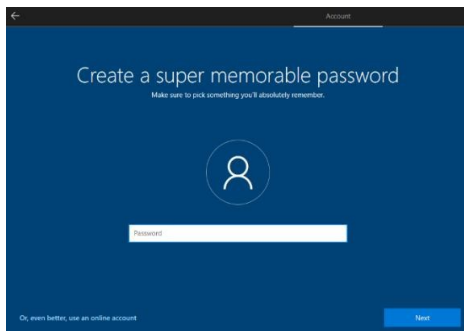 Account
Create a super memorable password
Make sure to pick something you'll absolutely remember.
Password
Or, even better, use an online account
Next